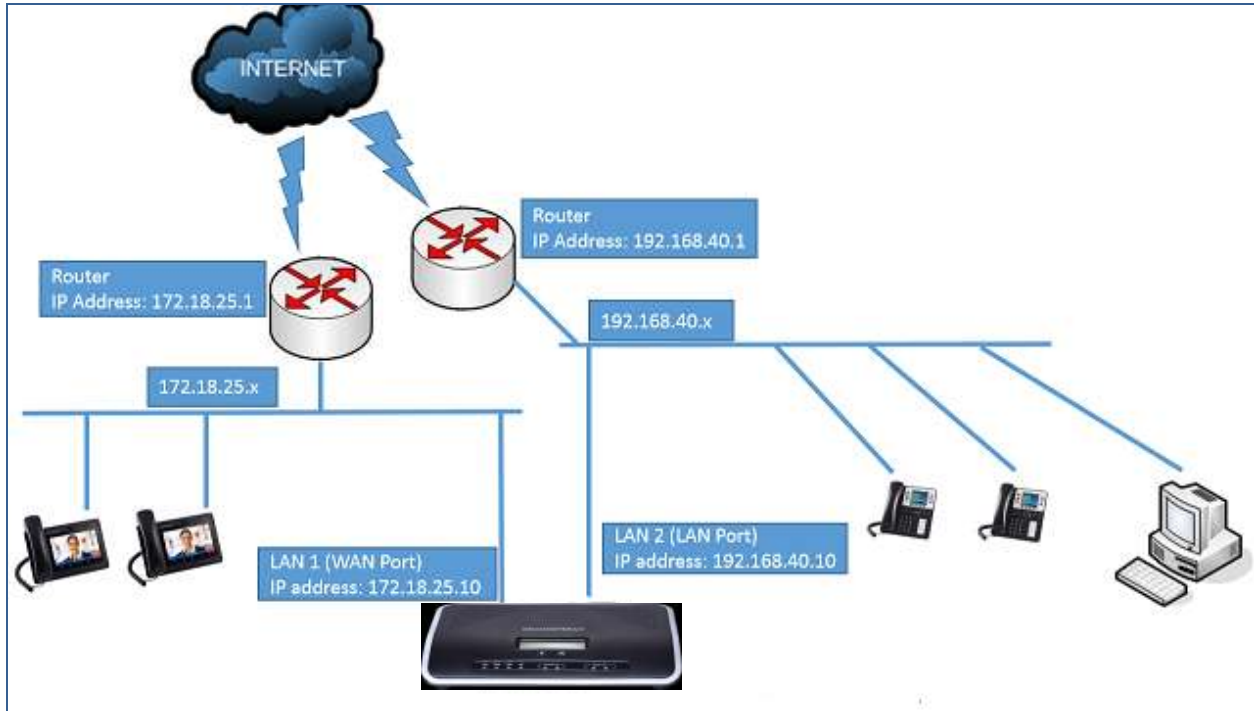 INTERNET
Router
IP Address: 192.168.40.1
Router
IP Address: 172.18.25.1
192.168.40.x
172.18.25.x
LAN 1 (WAN Port)
IP address: 172.18.25.10
LAN 2 (LAN Port)
IP address: 192.168.40.10